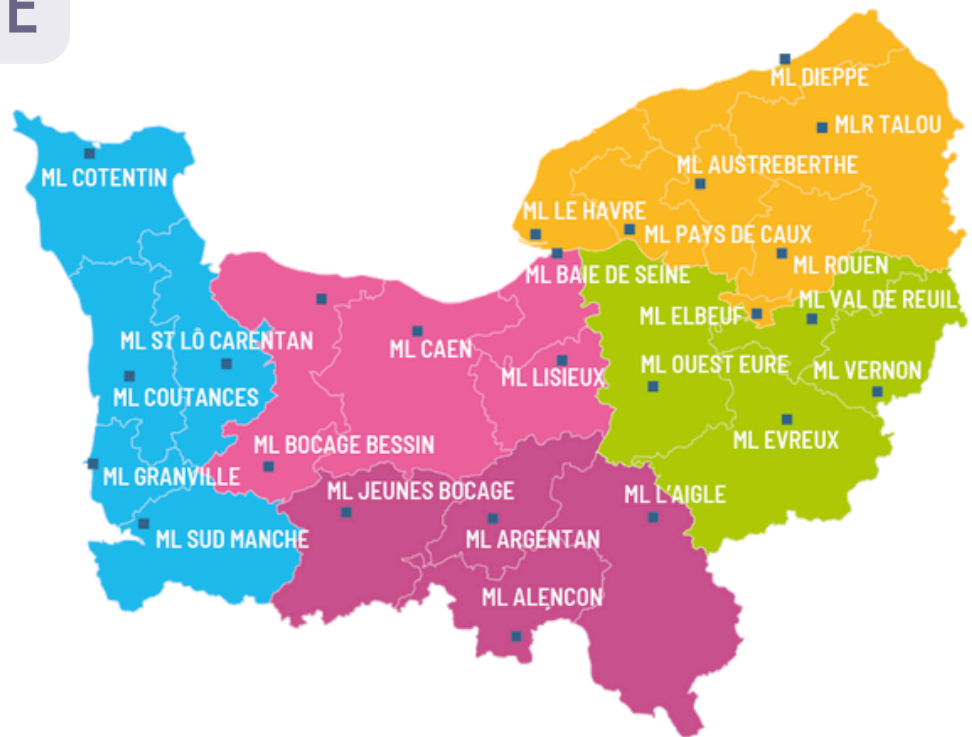 E
ML DIEPPE
MLR TALOU
ML AUSTREBERTHE
ML COTENTIN
ML LE HAVRE
ML PAYS DE CAUX
ML ROUEN
ML BAIE DE SEINE
ML VAL DE REUIL
ML ELBEUF
ML ST LÔ CARENTAN
ML CAEN
ML OUEST EURE
ML VERNON
ML LISIEUX
ML COUTANCES
ML EVREUX
ML BOCAGE BESSIN
ML GRANVILLE
ML JEUNES BOCAGE
ML L'AIGLE
ML SUD MANCHE
ML ARGENTAN
ML ALENÇON